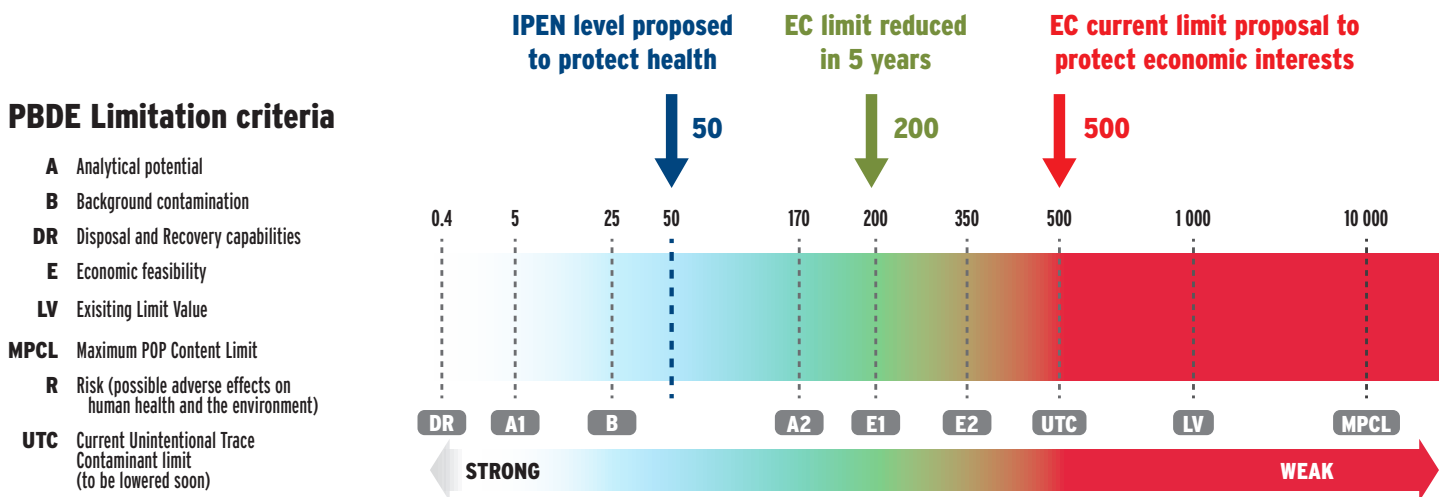 IPEN level proposed
to protect health
EC limit reduced
in 5 years
EC current limit proposal to
protect economic interests
50
200
500
PBDE Limitation criteria
A Analytical potential
B Background contamination
DR Disposal and Recovery capabilities
E Economic feasibility
LV Exisiting Limit Value
MPCL Maximum POP Content Limit
R Risk (possible adverse effects on
human health and the environment)
UTC Current Unintentional Trace
Contaminant limit
(to be lowered soon)
0.4 5 25 50 170 200 350 500 1 000 10 000
DR A1 B A2 E1 E2 UTC LV MPCL
STRONG WEAK